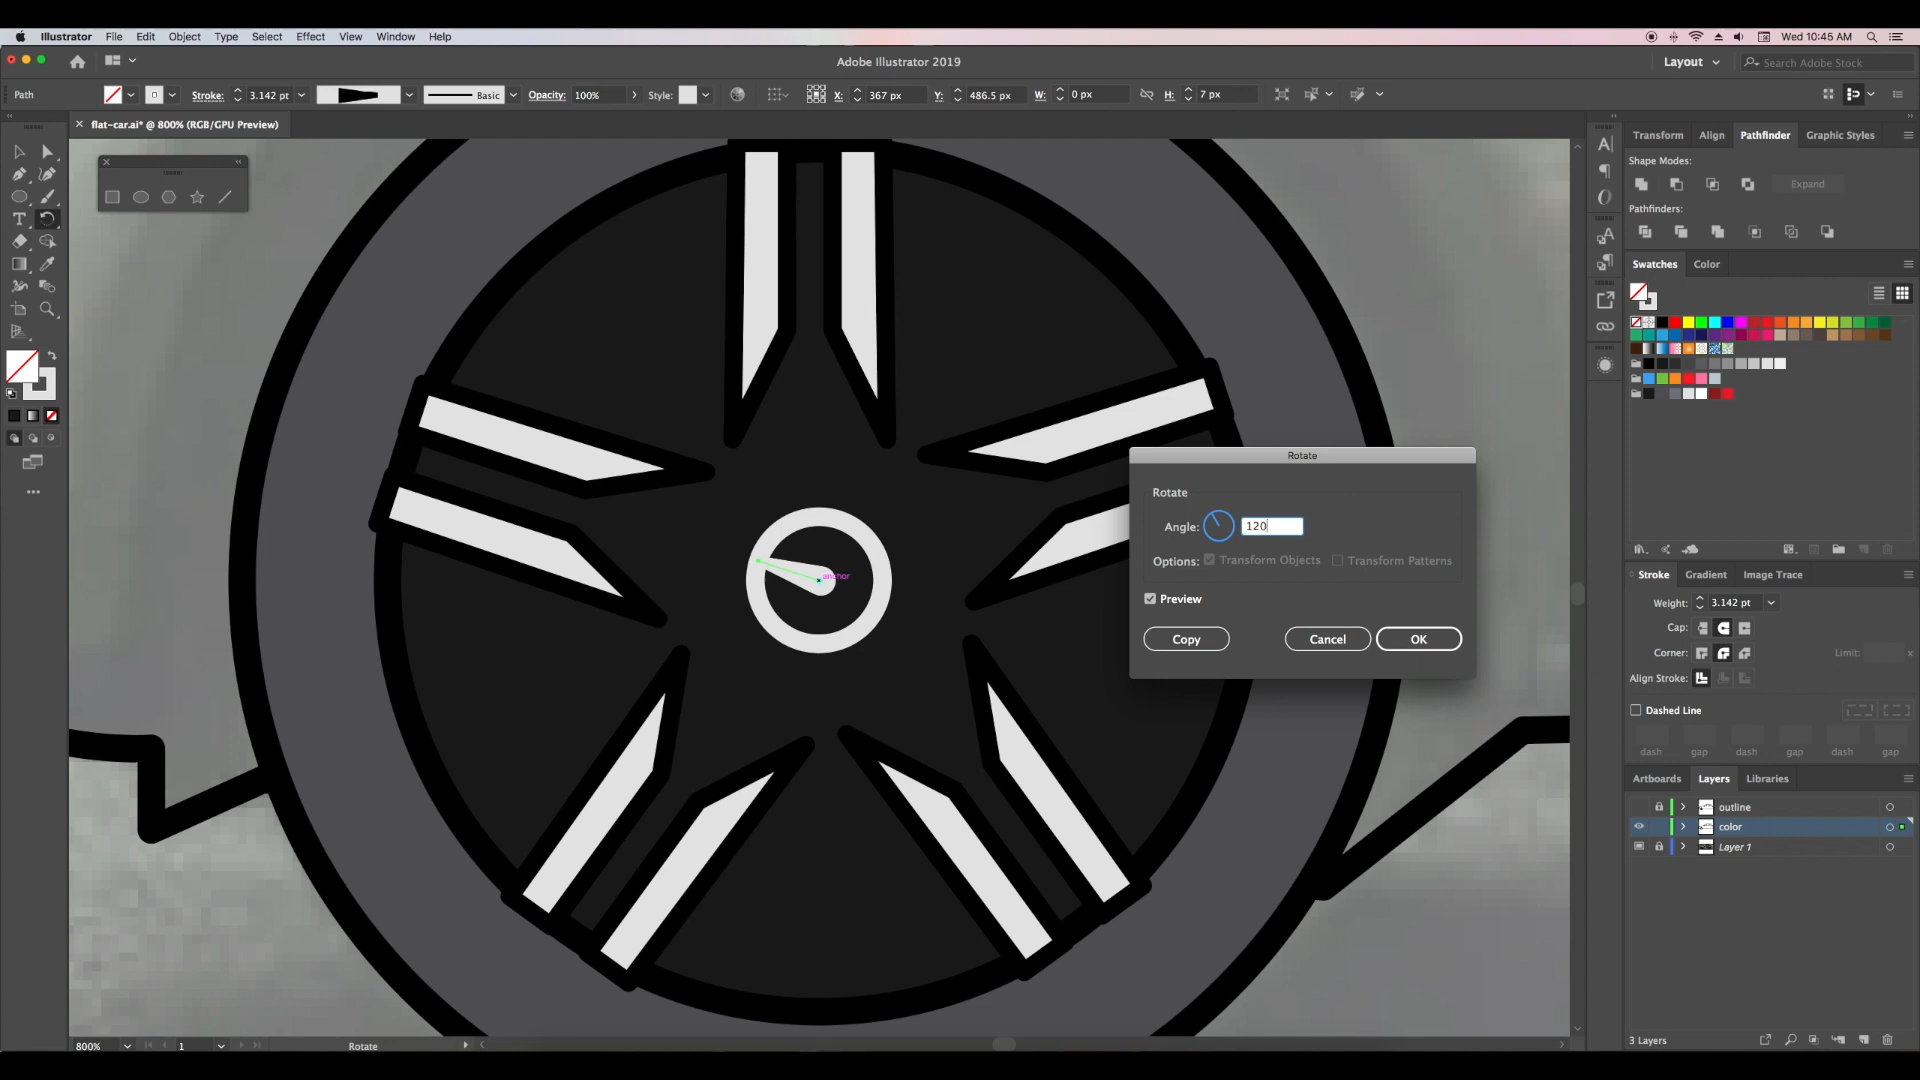 Illustrator File Edit Object Type Select Effect View Window Help
Wed 10:45 AM
Adobe Illustrator 2019
Layout
Search Adobe Stock
Path
Stroke: 3.142 pt
Basic
Opacity: 100%
Style:
X: 367 px
Y: 486.5 px
W: 0 px
H: 7 px
flat-car.ai* @ 800% (RGB/GPU Preview)
Transform Align Pathfinder Graphic Styles
Shape Modes:
Expand
Pathfinders:
Swatches Color
Rotate
Rotate
Angle: 120
Options: Transform Objects Transform Patterns
Preview
Copy Cancel OK
anchor
Stroke Gradient Image Trace
Weight: 3.142 pt
Cap:
Corner: Limit: x
Align Stroke:
Dashed Line
dash gap dash gap dash gap
Artboards Layers Libraries
outline
color
Layer 1
3 Layers
800% 1 Rotate